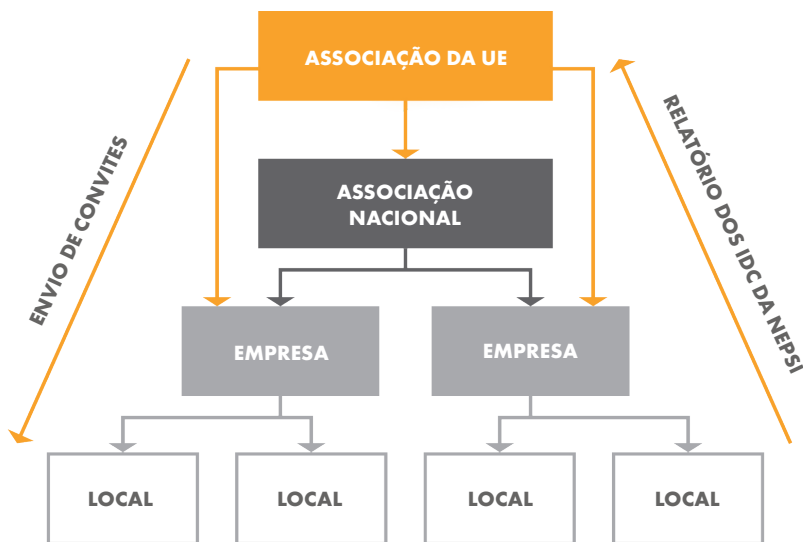 ASSOCIAÇÃO DA UE
ENVIO DE CONVITES
RELATÓRIO DOS IDC DA NEPSI
ASSOCIAÇÃO
NACIONAL
EMPRESA
EMPRESA
LOCAL
LOCAL
LOCAL
LOCAL